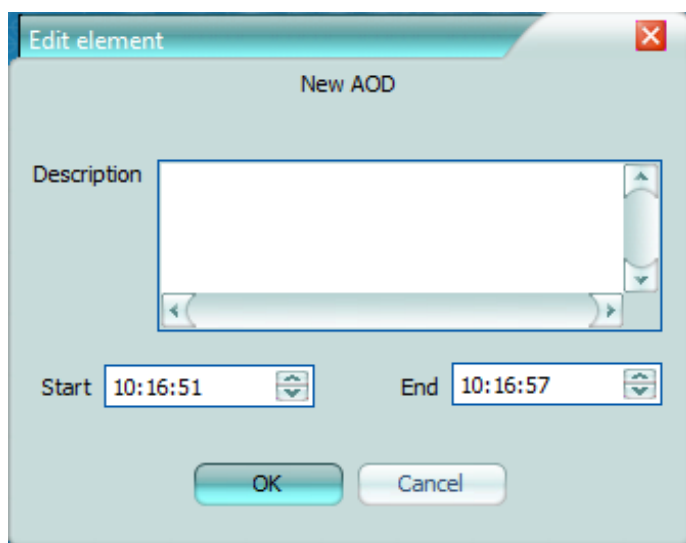 Edit element
New AOD
Description
Start 10:16:51 End 10:16:57
OK Cancel